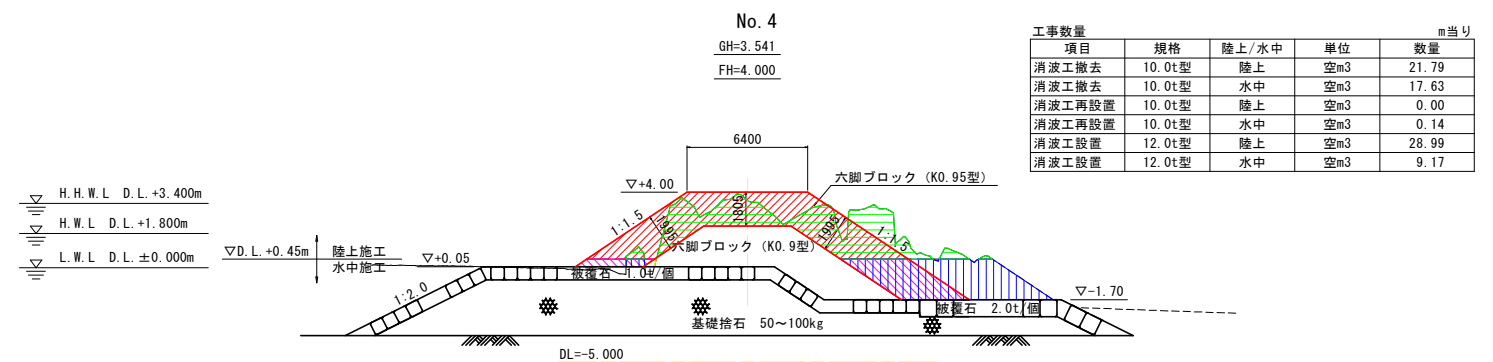 No. 4
GH=3.541
FH=4.000
工事数量 m当り
項目 規格 陸上/水中 単位 数量
消波工撤去 10.0t型 陸上 空m3 21.79
消波工撤去 10.0t型 水中 空m3 17.63
消波工再設置 10.0t型 陸上 空m3 0.00
消波工再設置 10.0t型 水中 空m3 0.14
消波工設置 12.0t型 陸上 空m3 28.99
消波工設置 12.0t型 水中 空m3 9.17
6400
六脚ブロック (K0.95型)
▽+4.00
H.H.W.L D.L.+3.400m
1805
H.W.L D.L.+1.800m
1:1.5
1995
1995
1:1.5
六脚ブロック (K0.9型)
▽D.L.+0.45m
陸上施工
水中施工
▽+0.05
L.W.L D.L.±0.000m
被覆石 1.0t/個
1:2.0
▽-1.70
被覆石 2.0t/個
基礎捨石 50～100kg
DL=-5.000